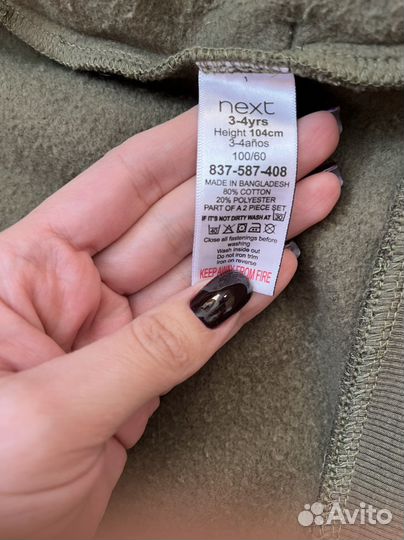 1
next
3-4yrs
Height 104cm
3-4años
100/60
837-587-408
MADE IN BANGLADESH
80% COTTON
20% POLYESTER
PART OF A 2 PIECE SET
IF IT'S NOT DIRTY WASH AT
Close all fastenings before
washing
Wash inside out
Do not iron trim
Iron on reverse
KEEP AWAY FROM FIRE
Avito